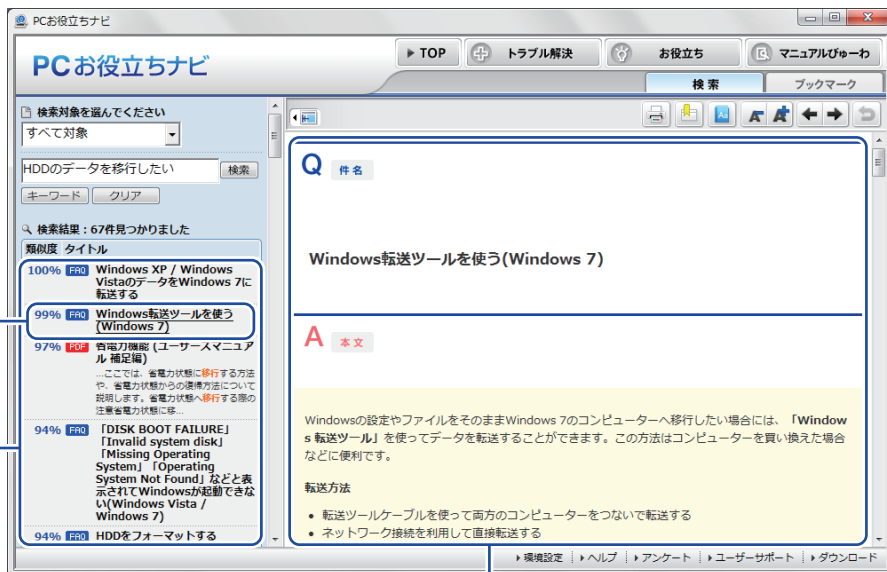 PCお役立ちナビ
PCお役立ちナビ
TOP
トラブル解決
お役立ち
マニュアルびゅーわ
検索
ブックマーク
検索対象を選んでください
すべて対象
HDDのデータを移行したい
検索
キーワード
クリア
検索結果：67件見つかりました
類似度 タイトル
100% FAQ Windows XP / Windows
VistaのデータをWindows 7に
転送する
99% FAQ Windows転送ツールを使う
(Windows 7)
97% PDF 省電力機能 (ユーザーズマニュア
ル 補足編)
...ここでは、省電力状態に移行する方法
や、省電力状態からの復帰方法について
説明します。省電力状態へ移行する際の
注意省電力状態に移...
94% FAQ 「DISK BOOT FAILURE」
「Invalid system disk」
「Missing Operating
System」「Operating
System Not Found」などと表
示されてWindowsが起動できな
い(Windows Vista /
Windows 7)
94% FAQ HDDをフォーマットする
Q 件名
Windows転送ツールを使う(Windows 7)
A 本文
Windowsの設定やファイルをそのままWindows 7のコンピューターへ移行したい場合には、「Window
s 転送ツール」を使ってデータを転送することができます。この方法はコンピューターを買い換えた場合
などに便利です。
転送方法
• 転送ツールケーブルを使って両方のコンピューターをつないで転送する
• ネットワーク接続を利用して直接転送する
環境設定
ヘルプ
アンケート
ユーザーサポート
ダウンロード